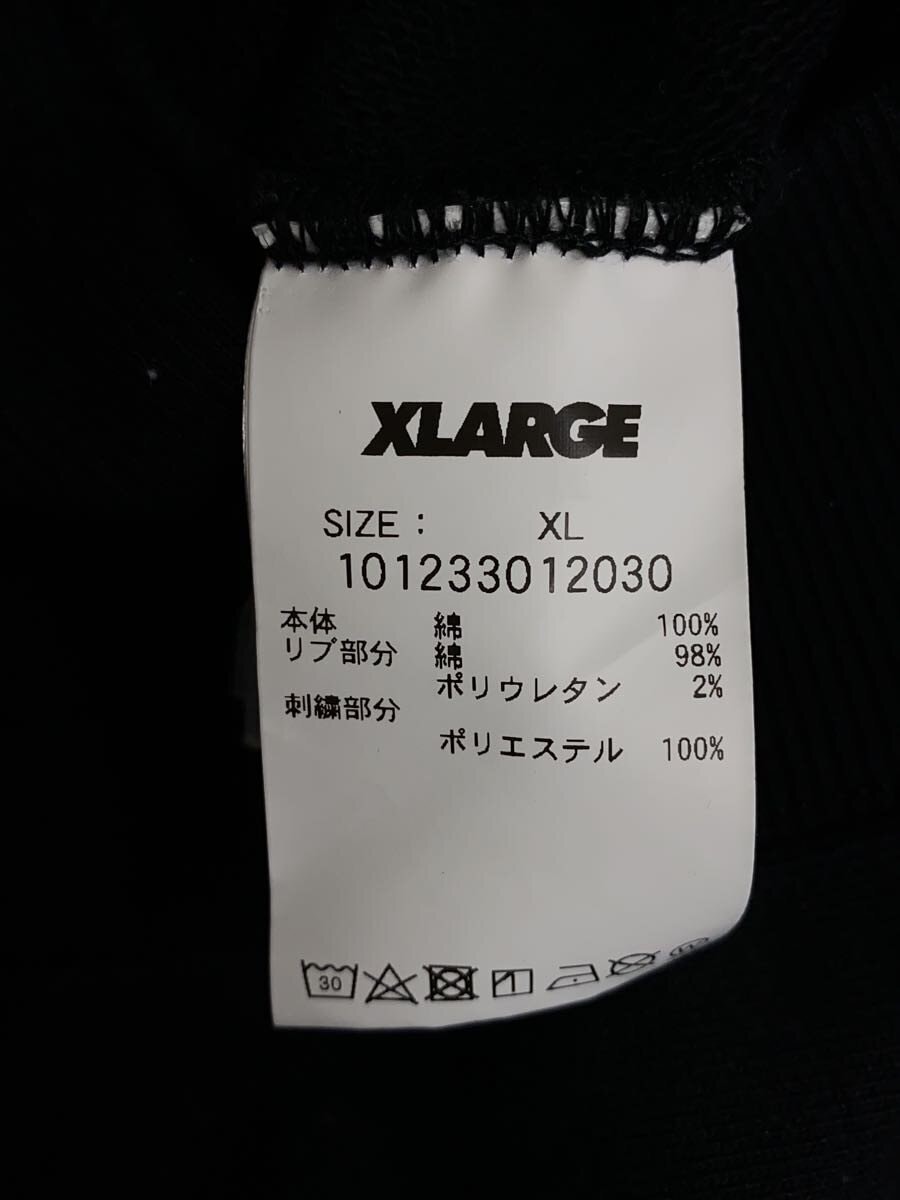 XLARGE
SIZE : XL
101233012030
本体 綿 100%
リブ部分 綿 98%
ポリウレタン 2%
刺繍部分
ポリエステル 100%
30